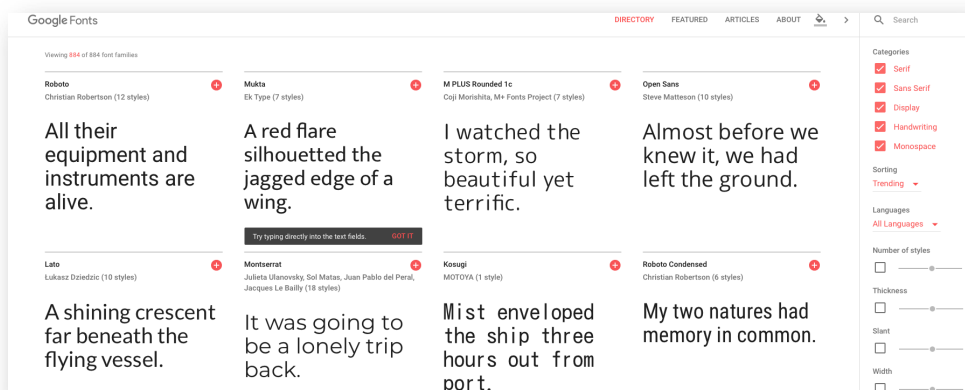 Google Fonts
DIRECTORY FEATURED ARTICLES ABOUT
Search
Viewing 884 of 884 font families
Roboto
Christian Robertson (12 styles)
All their
equipment and
instruments are
alive.
Mukta
Ek Type (7 styles)
A red flare
silhouetted the
jagged edge of a
wing.
Try typing directly into the text fields. GOT IT
M PLUS Rounded 1c
Coji Morishita, M+ Fonts Project (7 styles)
I watched the
storm, so
beautiful yet
terrific.
Open Sans
Steve Matteson (10 styles)
Almost before we
knew it, we had
left the ground.
Lato
Łukasz Dziedzic (10 styles)
A shining crescent
far beneath the
flying vessel.
Montserrat
Julieta Ulanovsky, Sol Matas, Juan Pablo del Peral,
Jacques Le Bailly (18 styles)
It was going to
be a lonely trip
back.
Kosugi
MOTOYA (1 style)
Mist enveloped
the ship three
hours out from
port.
Roboto Condensed
Christian Robertson (6 styles)
My two natures had
memory in common.
Categories
Serif
Sans Serif
Display
Handwriting
Monospace
Sorting
Trending
Languages
All Languages
Number of styles
Thickness
Slant
Width